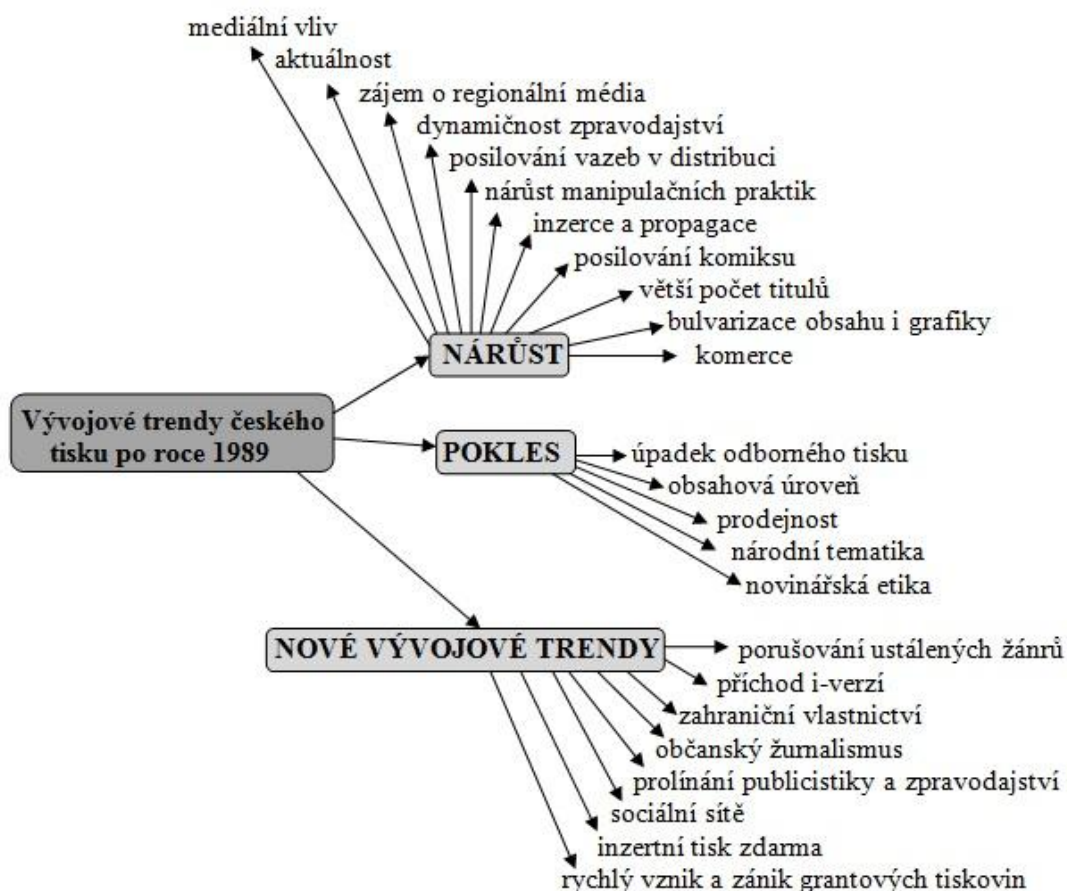 mediální vliv
aktuálnost
zájem o regionální média
dynamičnost zpravodajství
posilování vazeb v distribuci
nárůst manipulačních praktik
inzerce a propagace
posilování komiksu
větší počet titulů
bulvarizace obsahu i grafiky
komerce
NÁRŮST
Vývojové trendy českého
tisku po roce 1989
POKLES
úpadek odborného tisku
obsahová úroveň
prodejnost
národní tematika
novinářská etika
NOVÉ VÝVOJOVÉ TRENDY
porušování ustálených žánrů
příchod i-verzí
zahraniční vlastnictví
občanský žurnalismus
prolínání publicistiky a zpravodajství
sociální sítě
inzertní tisk zdarma
rychlý vznik a zánik grantových tiskovin